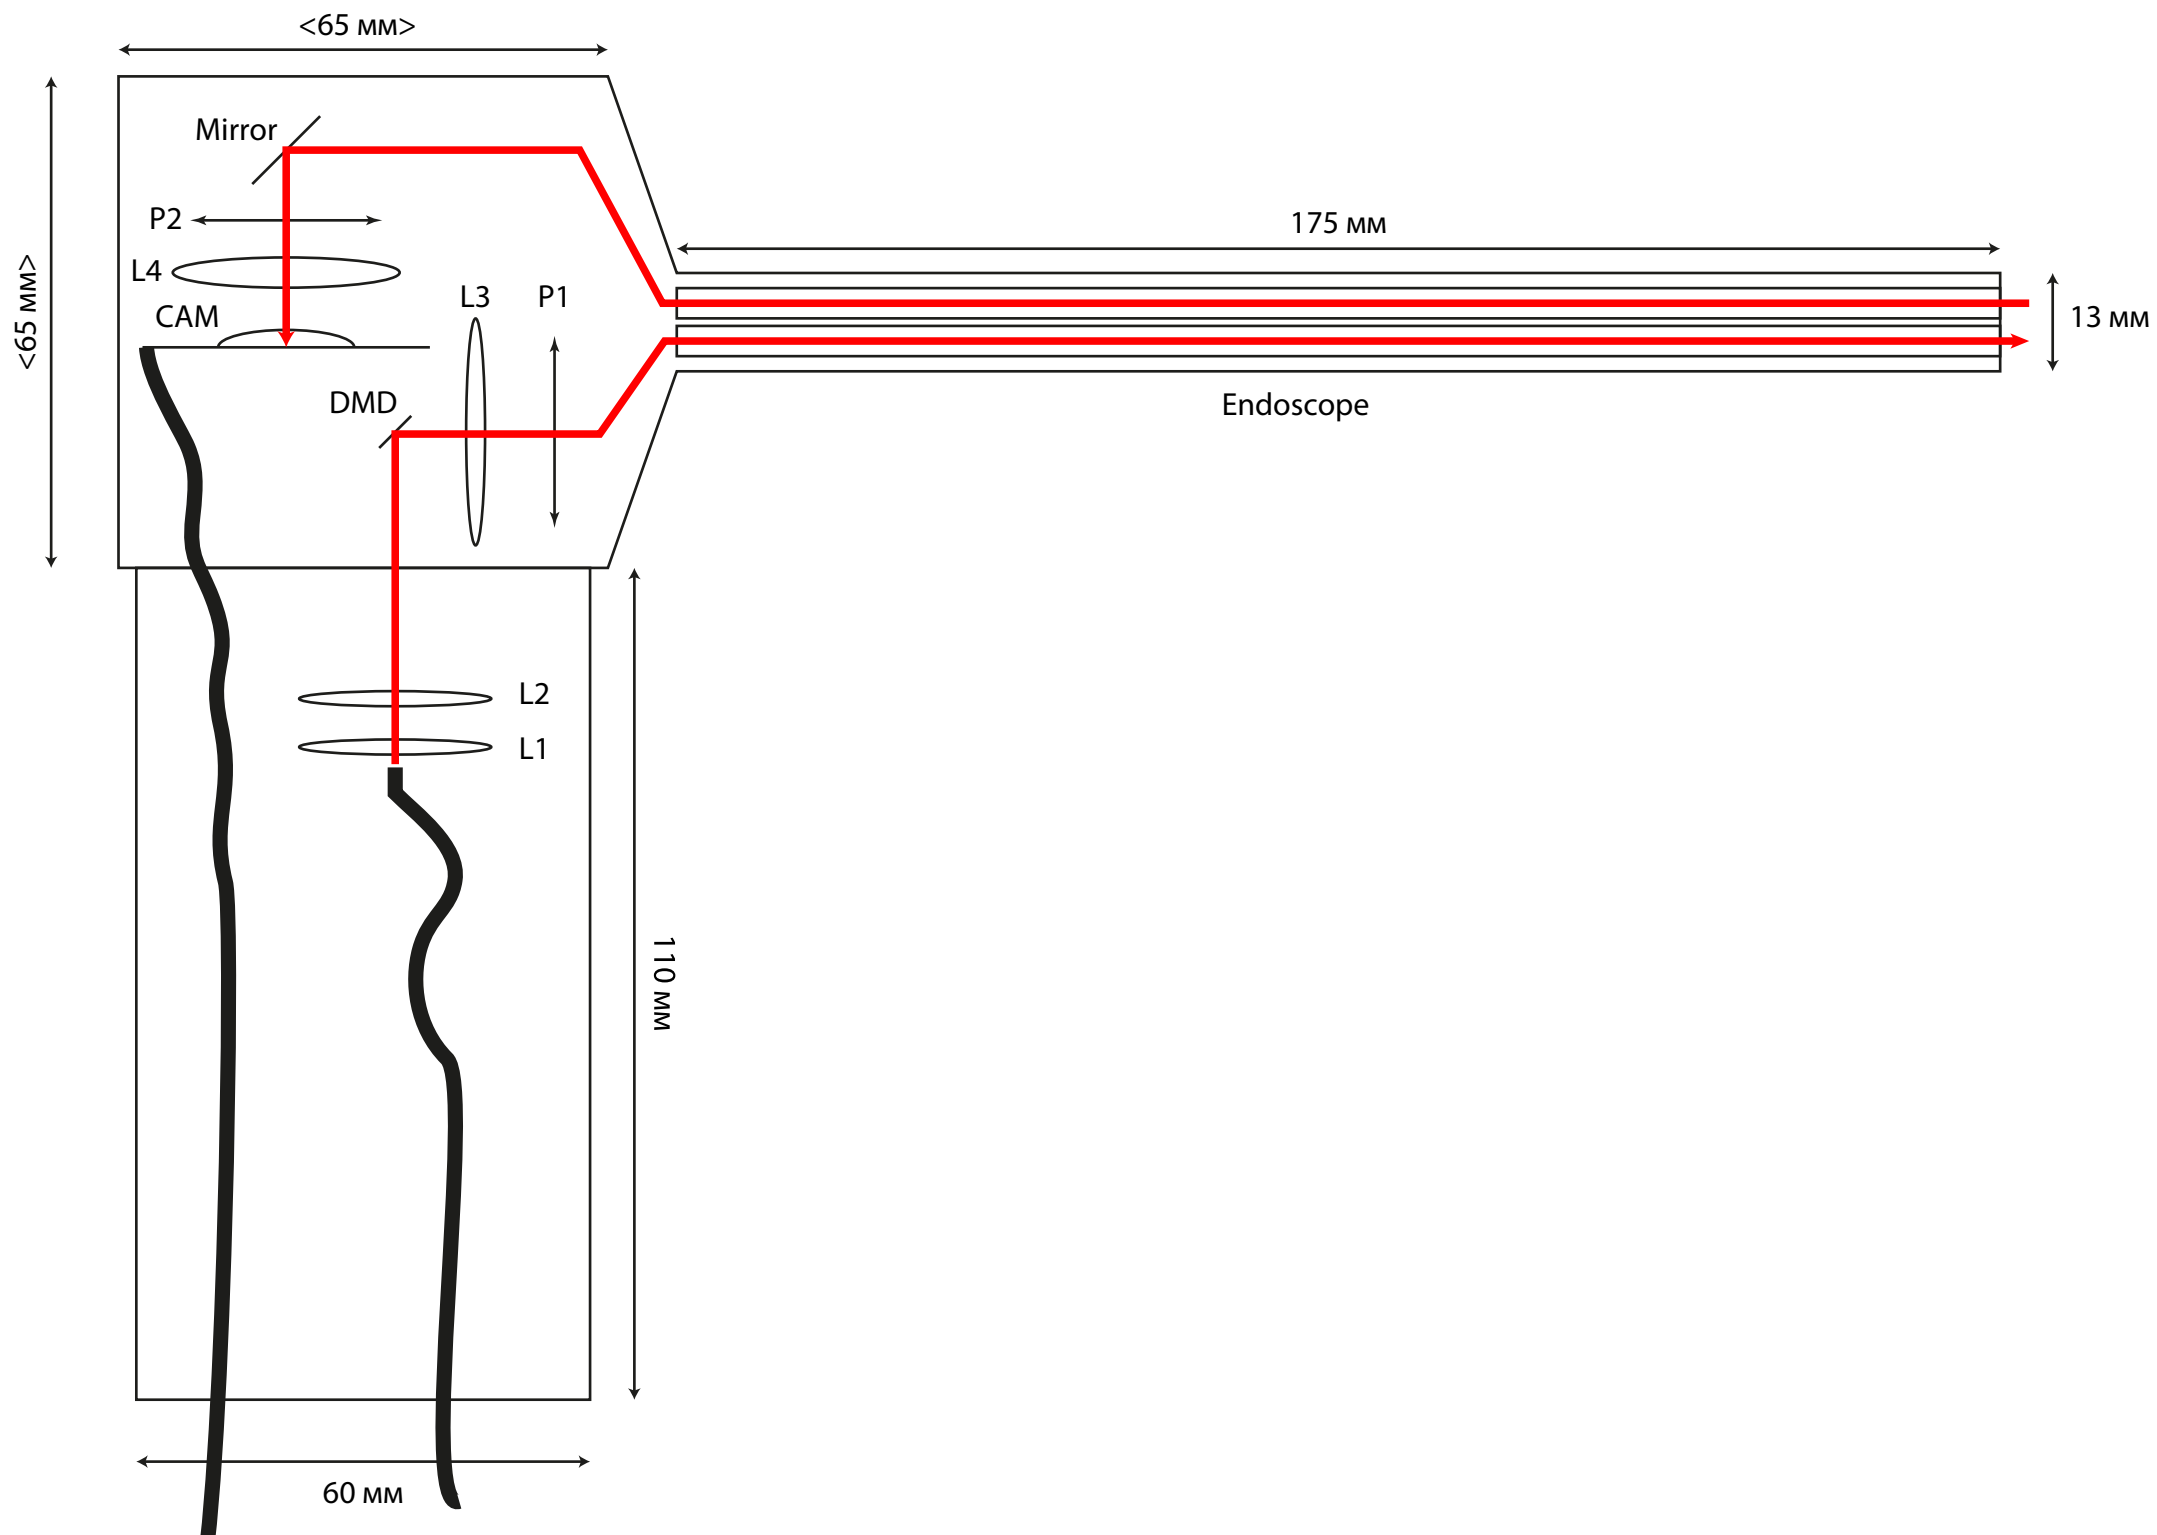 <65 мм>
Mirror
P2
L4
CAM
<65 мм>
L3
P1
DMD
175 мм
13 мм
Endoscope
L2
L1
110 мм
60 мм